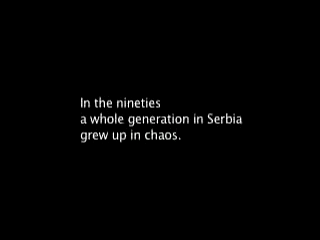 In the nineties
a whole generation in Serbia
grew up in chaos.